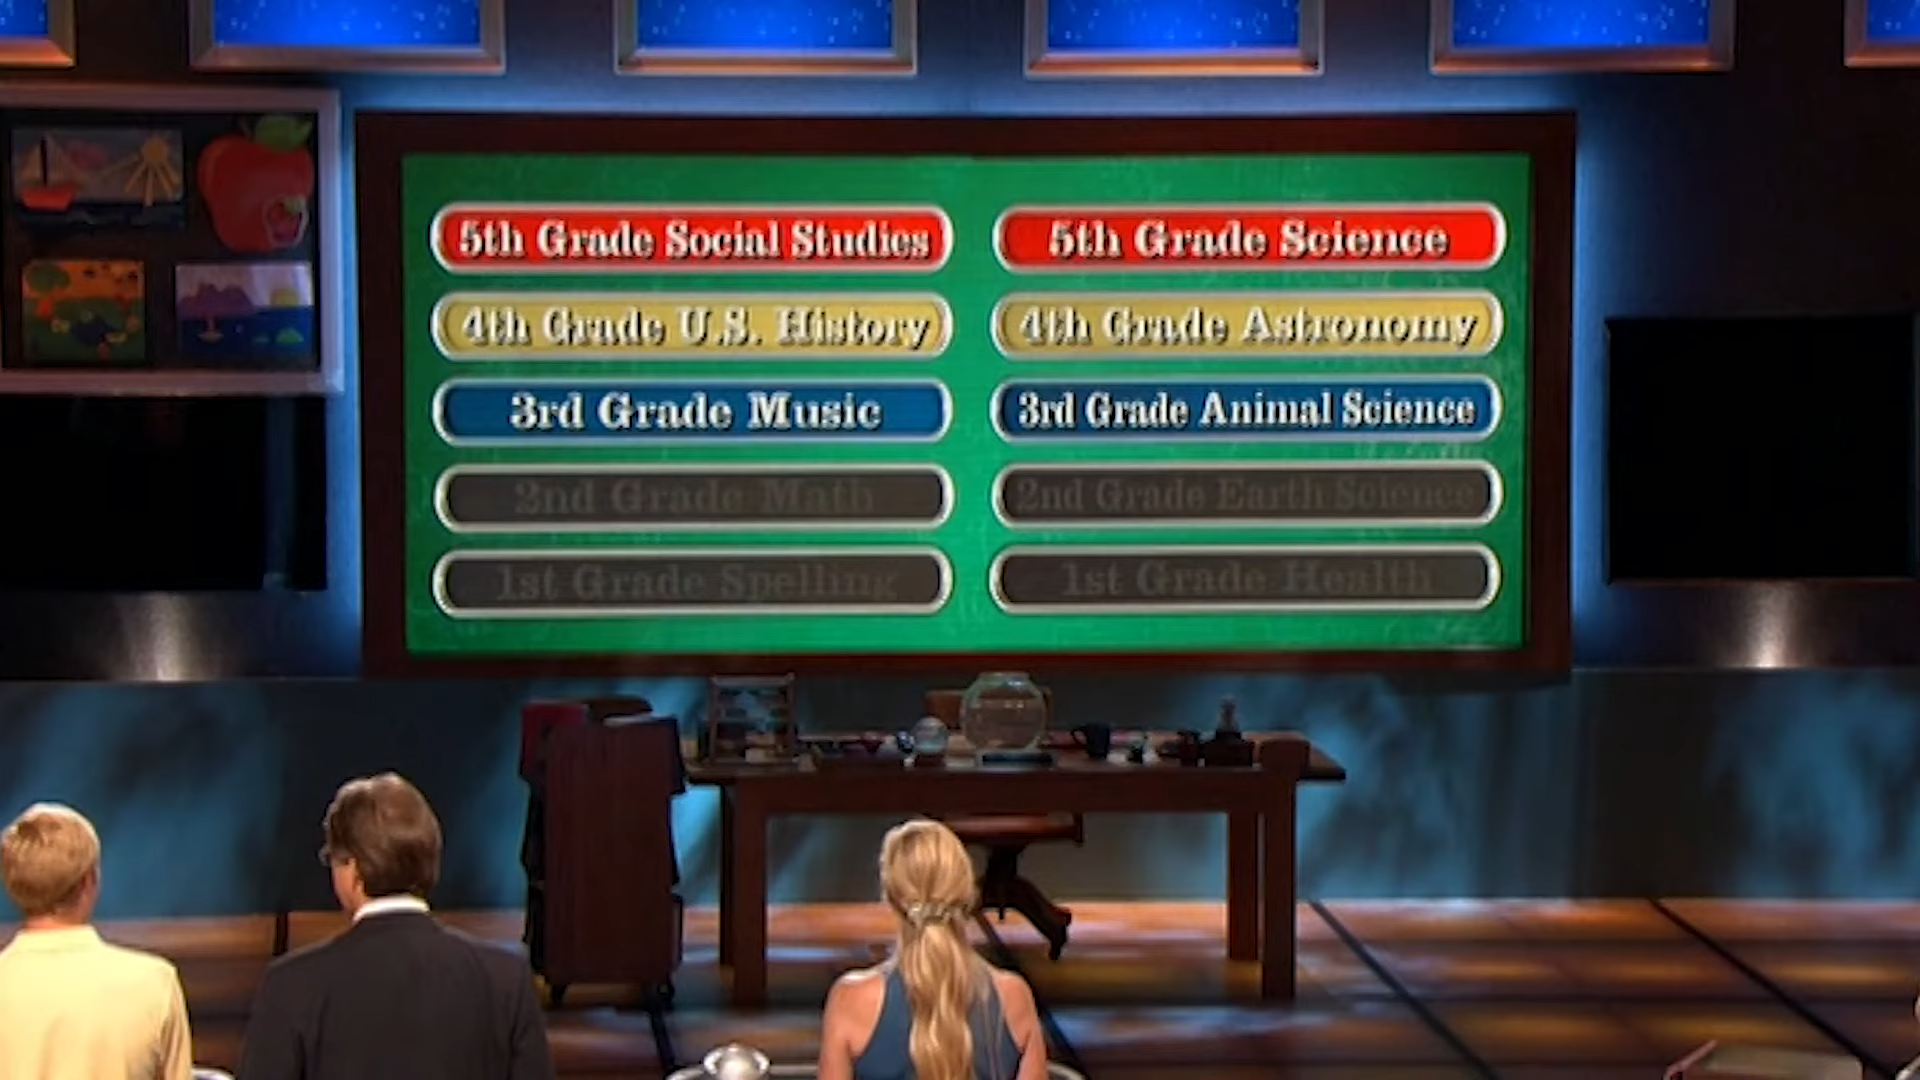 5th Grade Social Studies
5th Grade Science
4th Grade U.S. History
4th Grade Astronomy
3rd Grade Music
3rd Grade Animal Science
2nd Grade Math
2nd Grade Earth Science
1st Grade Spelling
1st Grade Health